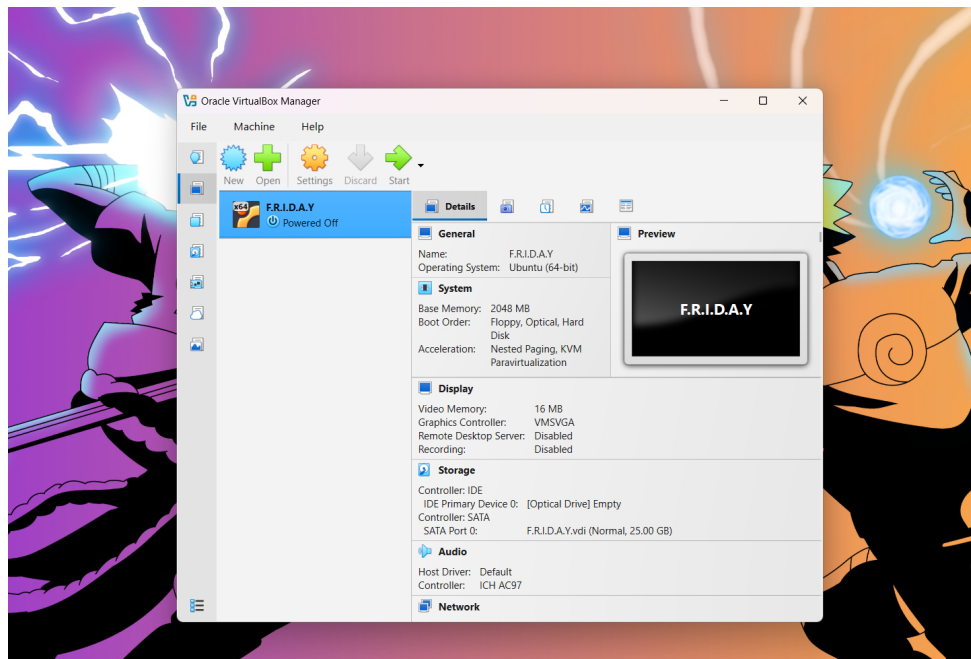 Oracle VirtualBox Manager
File Machine Help
New Open Settings Discard Start
x64
F.R.I.D.A.Y
Powered Off
Details
General
Name: F.R.I.D.A.Y
Operating System: Ubuntu (64-bit)
Preview
F.R.I.D.A.Y
System
Base Memory: 2048 MB
Boot Order: Floppy, Optical, Hard
Disk
Acceleration: Nested Paging, KVM
Paravirtualization
Display
Video Memory: 16 MB
Graphics Controller: VMSVGA
Remote Desktop Server: Disabled
Recording: Disabled
Storage
Controller: IDE
IDE Primary Device 0: [Optical Drive] Empty
Controller: SATA
SATA Port 0: F.R.I.D.A.Y.vdi (Normal, 25.00 GB)
Audio
Host Driver: Default
Controller: ICH AC97
Network